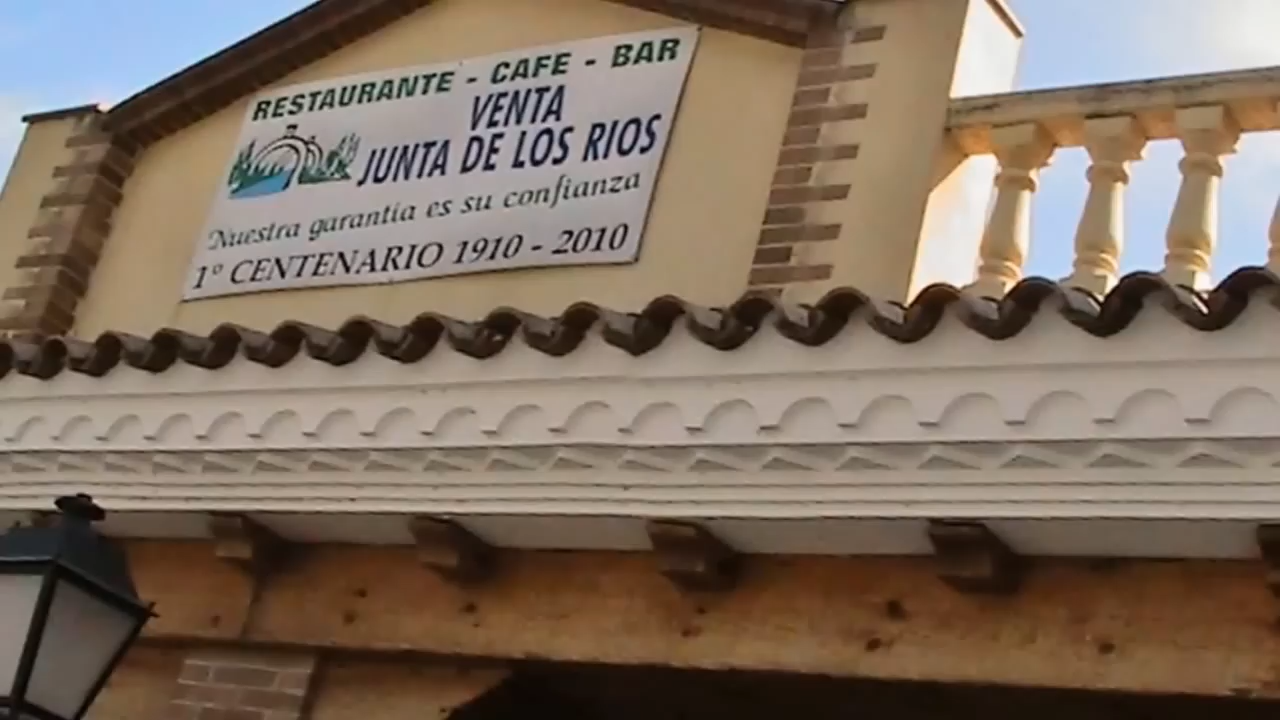 RESTAURANTE - CAFE - BAR
VENTA
JUNTA DE LOS RIOS
Nuestra garantia es su confianza
1º CENTENARIO 1910 - 2010